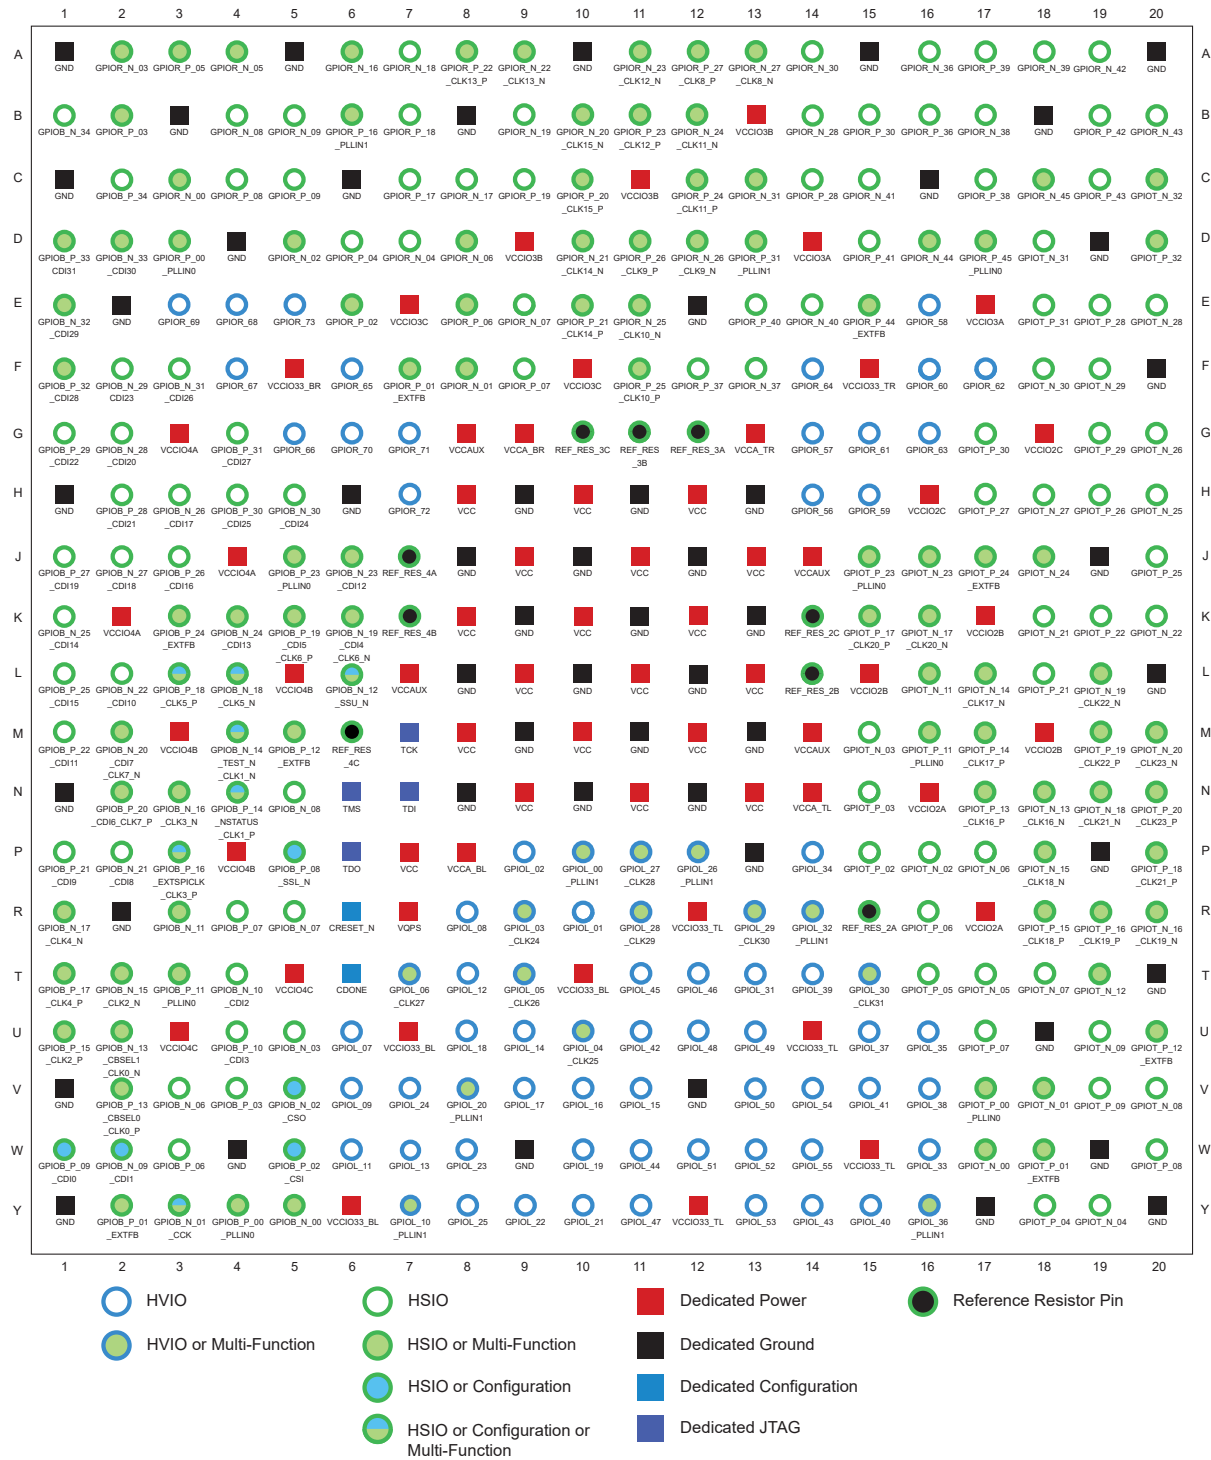 1 2 3 4 5 6 7 8 9 10 11 12 13 14 15 16 17 18 19 20
A A
GND GPIOR_N_03 GPIOR_P_05 GPIOR_N_05 GND GPIOR_N_16 GPIOR_N_18 GPIOR_P_22 GPIOR_N_22 GND GPIOR_N_23 GPIOR_P_27 GPIOR_N_27 GPIOR_N_30 GND GPIOR_N_36 GPIOR_P_39 GPIOR_N_39 GPIOR_N_42 GND
_CLK13_P _CLK13_N _CLK12_N _CLK8_P _CLK8_N
B B
GPIOB_N_34 GPIOR_P_03 GND GPIOR_N_08 GPIOR_N_09 GPIOR_P_16 GPIOR_P_18 GND GPIOR_N_19 GPIOR_N_20 GPIOR_P_23 GPIOR_N_24 VCCIO3B GPIOR_N_28 GPIOR_P_30 GPIOR_P_36 GPIOR_N_38 GND GPIOR_P_42 GPIOR_N_43
_PLLIN1 _CLK15_N _CLK12_P _CLK11_N
C C
GND GPIOB_P_34 GPIOR_N_00 GPIOR_P_08 GPIOR_P_09 GND GPIOR_P_17 GPIOR_N_17 GPIOR_P_19 GPIOR_P_20 VCCIO3B GPIOR_P_24 GPIOR_N_31 GPIOR_P_28 GPIOR_N_41 GND GPIOR_P_38 GPIOR_N_45 GPIOR_P_43 GPIOT_N_32
_CLK15_P _CLK11_P
D D
GPIOB_P_33 GPIOB_N_33 GPIOR_P_00 GND GPIOR_N_02 GPIOR_P_04 GPIOR_N_04 GPIOR_N_06 VCCIO3B GPIOR_N_21 GPIOR_P_26 GPIOR_N_26 GPIOR_P_31 VCCIO3A GPIOR_P_41 GPIOR_N_44 GPIOR_P_45 GPIOT_N_31 GND GPIOT_P_32
CDI31 _CDI30 _PLLIN0 _CLK14_N _CLK9_P _CLK9_N _PLLIN1 _PLLIN0
E E
GPIOB_N_32 GND GPIOR_69 GPIOR_68 GPIOR_73 GPIOR_P_02 VCCIO3C GPIOR_P_06 GPIOR_N_07 GPIOR_P_21 GPIOR_N_25 GND GPIOR_P_40 GPIOR_N_40 GPIOR_P_44 GPIOR_58 VCCIO3A GPIOT_P_31 GPIOT_P_28 GPIOT_N_28
_CDI29 _CLK14_P _CLK10_N _EXTFB
F F
GPIOB_P_32 GPIOB_N_29 GPIOB_N_31 GPIOR_67 VCCIO33_BR GPIOR_65 GPIOR_P_01 GPIOR_N_01 GPIOR_P_07 VCCIO3C GPIOR_P_25 GPIOR_P_37 GPIOR_N_37 GPIOR_64 VCCIO33_TR GPIOR_60 GPIOR_62 GPIOT_N_30 GPIOT_N_29 GND
_CDI28 CDI23 _CDI26 _EXTFB _CLK10_P
G G
GPIOB_P_29 GPIOB_N_28 VCCIO4A GPIOB_P_31 GPIOR_66 GPIOR_70 GPIOR_71 VCCAUX VCCA_BR REF_RES_3C REF_RES REF_RES_3A VCCA_TR GPIOR_57 GPIOR_61 GPIOR_63 GPIOT_P_30 VCCIO2C GPIOT_P_29 GPIOT_N_26
_CDI22 _CDI20 _CDI27 _3B
H H
GND GPIOB_P_28 GPIOB_N_26 GPIOB_P_30 GPIOB_N_30 GND GPIOR_72 VCC GND VCC GND VCC GND GPIOR_56 GPIOR_59 VCCIO2C GPIOT_P_27 GPIOT_N_27 GPIOT_P_26 GPIOT_N_25
_CDI21 _CDI17 _CDI25 _CDI24
J J
GPIOB_P_27 GPIOB_N_27 GPIOB_P_26 VCCIO4A GPIOB_P_23 GPIOB_N_23 REF_RES_4A GND VCC GND VCC GND VCC VCCAUX GPIOT_P_23 GPIOT_N_23 GPIOT_P_24 GPIOT_N_24 GND GPIOT_P_25
_CDI19 _CDI18 _CDI16 _PLLIN0 _CDI12 _PLLIN0 _EXTFB
K K
GPIOB_N_25 VCCIO4A GPIOB_P_24 GPIOB_N_24 GPIOB_P_19 GPIOB_N_19 REF_RES_4B VCC GND VCC GND VCC GND REF_RES_2C GPIOT_P_17 GPIOT_N_17 VCCIO2B GPIOT_N_21 GPIOT_P_22 GPIOT_N_22
_CDI14 _EXTFB _CDI13 _CDI5 _CDI4 _CLK20_P _CLK20_N
_CLK6_P _CLK6_N
L L
GPIOB_P_25 GPIOB_N_22 GPIOB_P_18 GPIOB_N_18 VCCIO4B GPIOB_N_12 VCCAUX GND VCC GND VCC GND VCC REF_RES_2B VCCIO2B GPIOT_N_11 GPIOT_N_14 GPIOT_P_21 GPIOT_N_19 GND
_CDI15 _CDI10 _CLK5_P _CLK5_N _SSU_N _CLK17_N _CLK22_N
M M
GPIOB_P_22 GPIOB_N_20 VCCIO4B GPIOB_N_14 GPIOB_P_12 REF_RES TCK VCC GND VCC GND VCC GND VCCAUX GPIOT_N_03 GPIOT_P_11 GPIOT_P_14 VCCIO2B GPIOT_P_19 GPIOT_N_20
_CDI11 _CDI7 _TEST_N _EXTFB _4C _PLLIN0 _CLK17_P _CLK22_P _CLK23_N
_CLK7_N _CLK1_N
N N
GND GPIOB_P_20 GPIOB_N_16 GPIOB_P_14 GPIOB_N_08 TMS TDI GND VCC GND VCC GND VCC VCCA_TL GPIOT_P_03 VCCIO2A GPIOT_P_13 GPIOT_N_13 GPIOT_N_18 GPIOT_P_20
_CDI6_CLK7_P _CLK3_N _NSTATUS _CLK16_P _CLK16_N _CLK21_N _CLK23_P
_CLK1_P
P P
GPIOB_P_21 GPIOB_N_21 GPIOB_P_16 VCCIO4B GPIOB_P_08 TDO VCC VCCA_BL GPIOL_02 GPIOL_00 GPIOL_27 GPIOL_26 GND GPIOL_34 GPIOT_P_02 GPIOT_N_02 GPIOT_N_06 GPIOT_N_15 GND GPIOT_P_18
_CDI9 _CDI8 _EXTSPICLK _SSL_N _PLLIN1 _CLK28 _PLLIN1 _CLK18_N _CLK21_P
_CLK3_P
R R
GPIOB_N_17 GND GPIOB_N_11 GPIOB_P_07 GPIOB_N_07 CRESET_N VQPS GPIOL_08 GPIOL_03 GPIOL_01 GPIOL_28 VCCIO33_TL GPIOL_29 GPIOL_32 REF_RES_2A GPIOT_P_06 VCCIO2A GPIOT_P_15 GPIOT_P_16 GPIOT_N_16
_CLK4_N _CLK24 _CLK29 _CLK30 _PLLIN1 _CLK18_P _CLK19_P _CLK19_N
T T
GPIOB_P_17 GPIOB_N_15 GPIOB_P_11 GPIOB_N_10 VCCIO4C CDONE GPIOL_06 GPIOL_12 GPIOL_05 VCCIO33_BL GPIOL_45 GPIOL_46 GPIOL_31 GPIOL_39 GPIOL_30 GPIOT_P_05 GPIOT_N_05 GPIOT_N_07 GPIOT_N_12 GND
_CLK4_P _CLK2_N _PLLIN0 _CDI2 _CLK27 _CLK26 _CLK31
U U
GPIOB_P_15 GPIOB_N_13 VCCIO4C GPIOB_P_10 GPIOB_N_03 GPIOL_07 VCCIO33_BL GPIOL_18 GPIOL_14 GPIOL_04 GPIOL_42 GPIOL_48 GPIOL_49 VCCIO33_TL GPIOL_37 GPIOL_35 GPIOT_P_07 GND GPIOT_N_09 GPIOT_P_12
_CLK2_P _CBSEL1 _CDI3 _CLK25 _EXTFB
_CLK0_N
V V
GND GPIOB_P_13 GPIOB_N_06 GPIOB_P_03 GPIOB_N_02 GPIOL_09 GPIOL_24 GPIOL_20 GPIOL_17 GPIOL_16 GPIOL_15 GND GPIOL_50 GPIOL_54 GPIOL_41 GPIOL_38 GPIOT_P_00 GPIOT_N_01 GPIOT_P_09 GPIOT_N_08
_CBSEL0 _CSO _PLLIN1 _PLLIN0
_CLK0_P
W W
GPIOB_P_09 GPIOB_N_09 GPIOB_P_06 GND GPIOB_P_02 GPIOL_11 GPIOL_13 GPIOL_23 GND GPIOL_19 GPIOL_44 GPIOL_51 GPIOL_52 GPIOL_55 VCCIO33_TL GPIOL_33 GPIOT_N_00 GPIOT_P_01 GND GPIOT_P_08
_CDI0 _CDI1 _CSI _EXTFB
Y Y
GND GPIOB_P_01 GPIOB_N_01 GPIOB_P_00 GPIOB_N_00 VCCIO33_BL GPIOL_10 GPIOL_25 GPIOL_22 GPIOL_21 GPIOL_47 VCCIO33_TL GPIOL_53 GPIOL_43 GPIOL_40 GPIOL_36 GND GPIOT_P_04 GPIOT_N_04 GND
_EXTFB _CCK _PLLIN0 _PLLIN1 _PLLIN1
1 2 3 4 5 6 7 8 9 10 11 12 13 14 15 16 17 18 19 20
HVIO HSIO Dedicated Power Reference Resistor Pin
HVIO or Multi-Function HSIO or Multi-Function Dedicated Ground
HSIO or Configuration Dedicated Configuration
HSIO or Configuration or Dedicated JTAG
Multi-Function